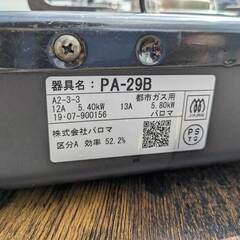 器具名: PA-29B
A2-3-3 都市ガス用
12A 5.40kW 13A 5.80kW
19·07-900156 パロマ
株式会社パロマ
区分A 効率 52.2%
PS
TG